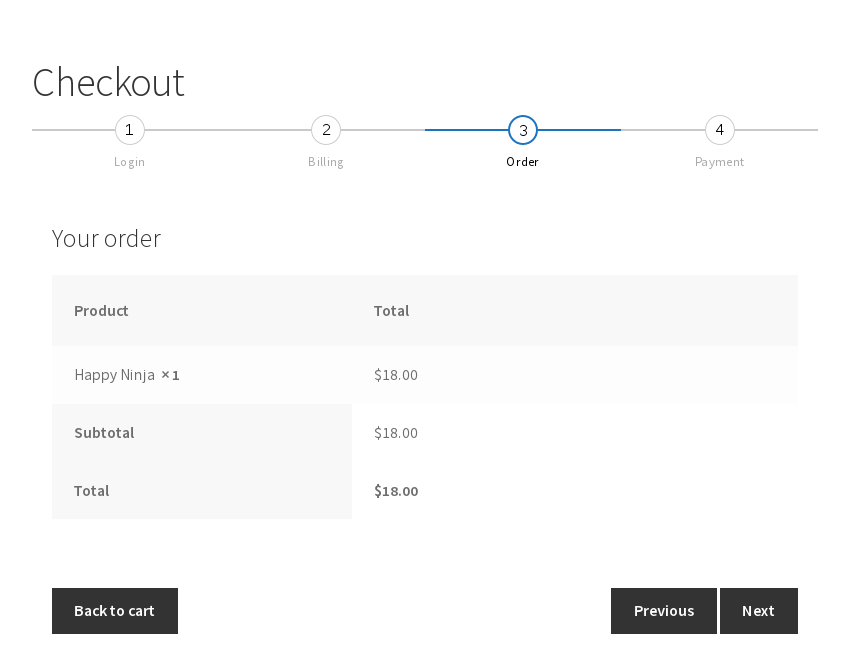 Checkout
1 2 3 4
Login Billing Order Payment
Your order
Product Total
Happy Ninja × 1 $18.00
Subtotal $18.00
Total $18.00
Back to cart Previous Next